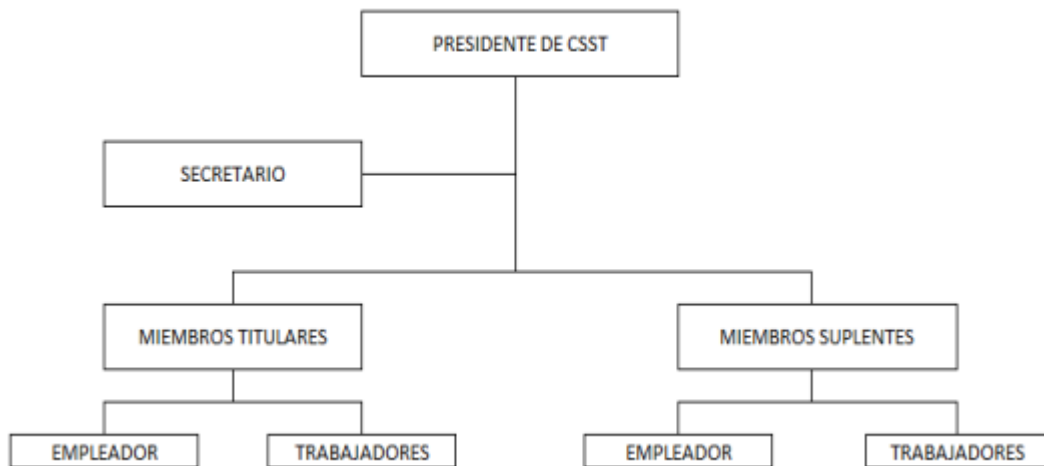 PRESIDENTE DE CSST
SECRETARIO
MIEMBROS TITULARES
MIEMBROS SUPLENTES
EMPLEADOR
TRABAJADORES
EMPLEADOR
TRABAJADORES